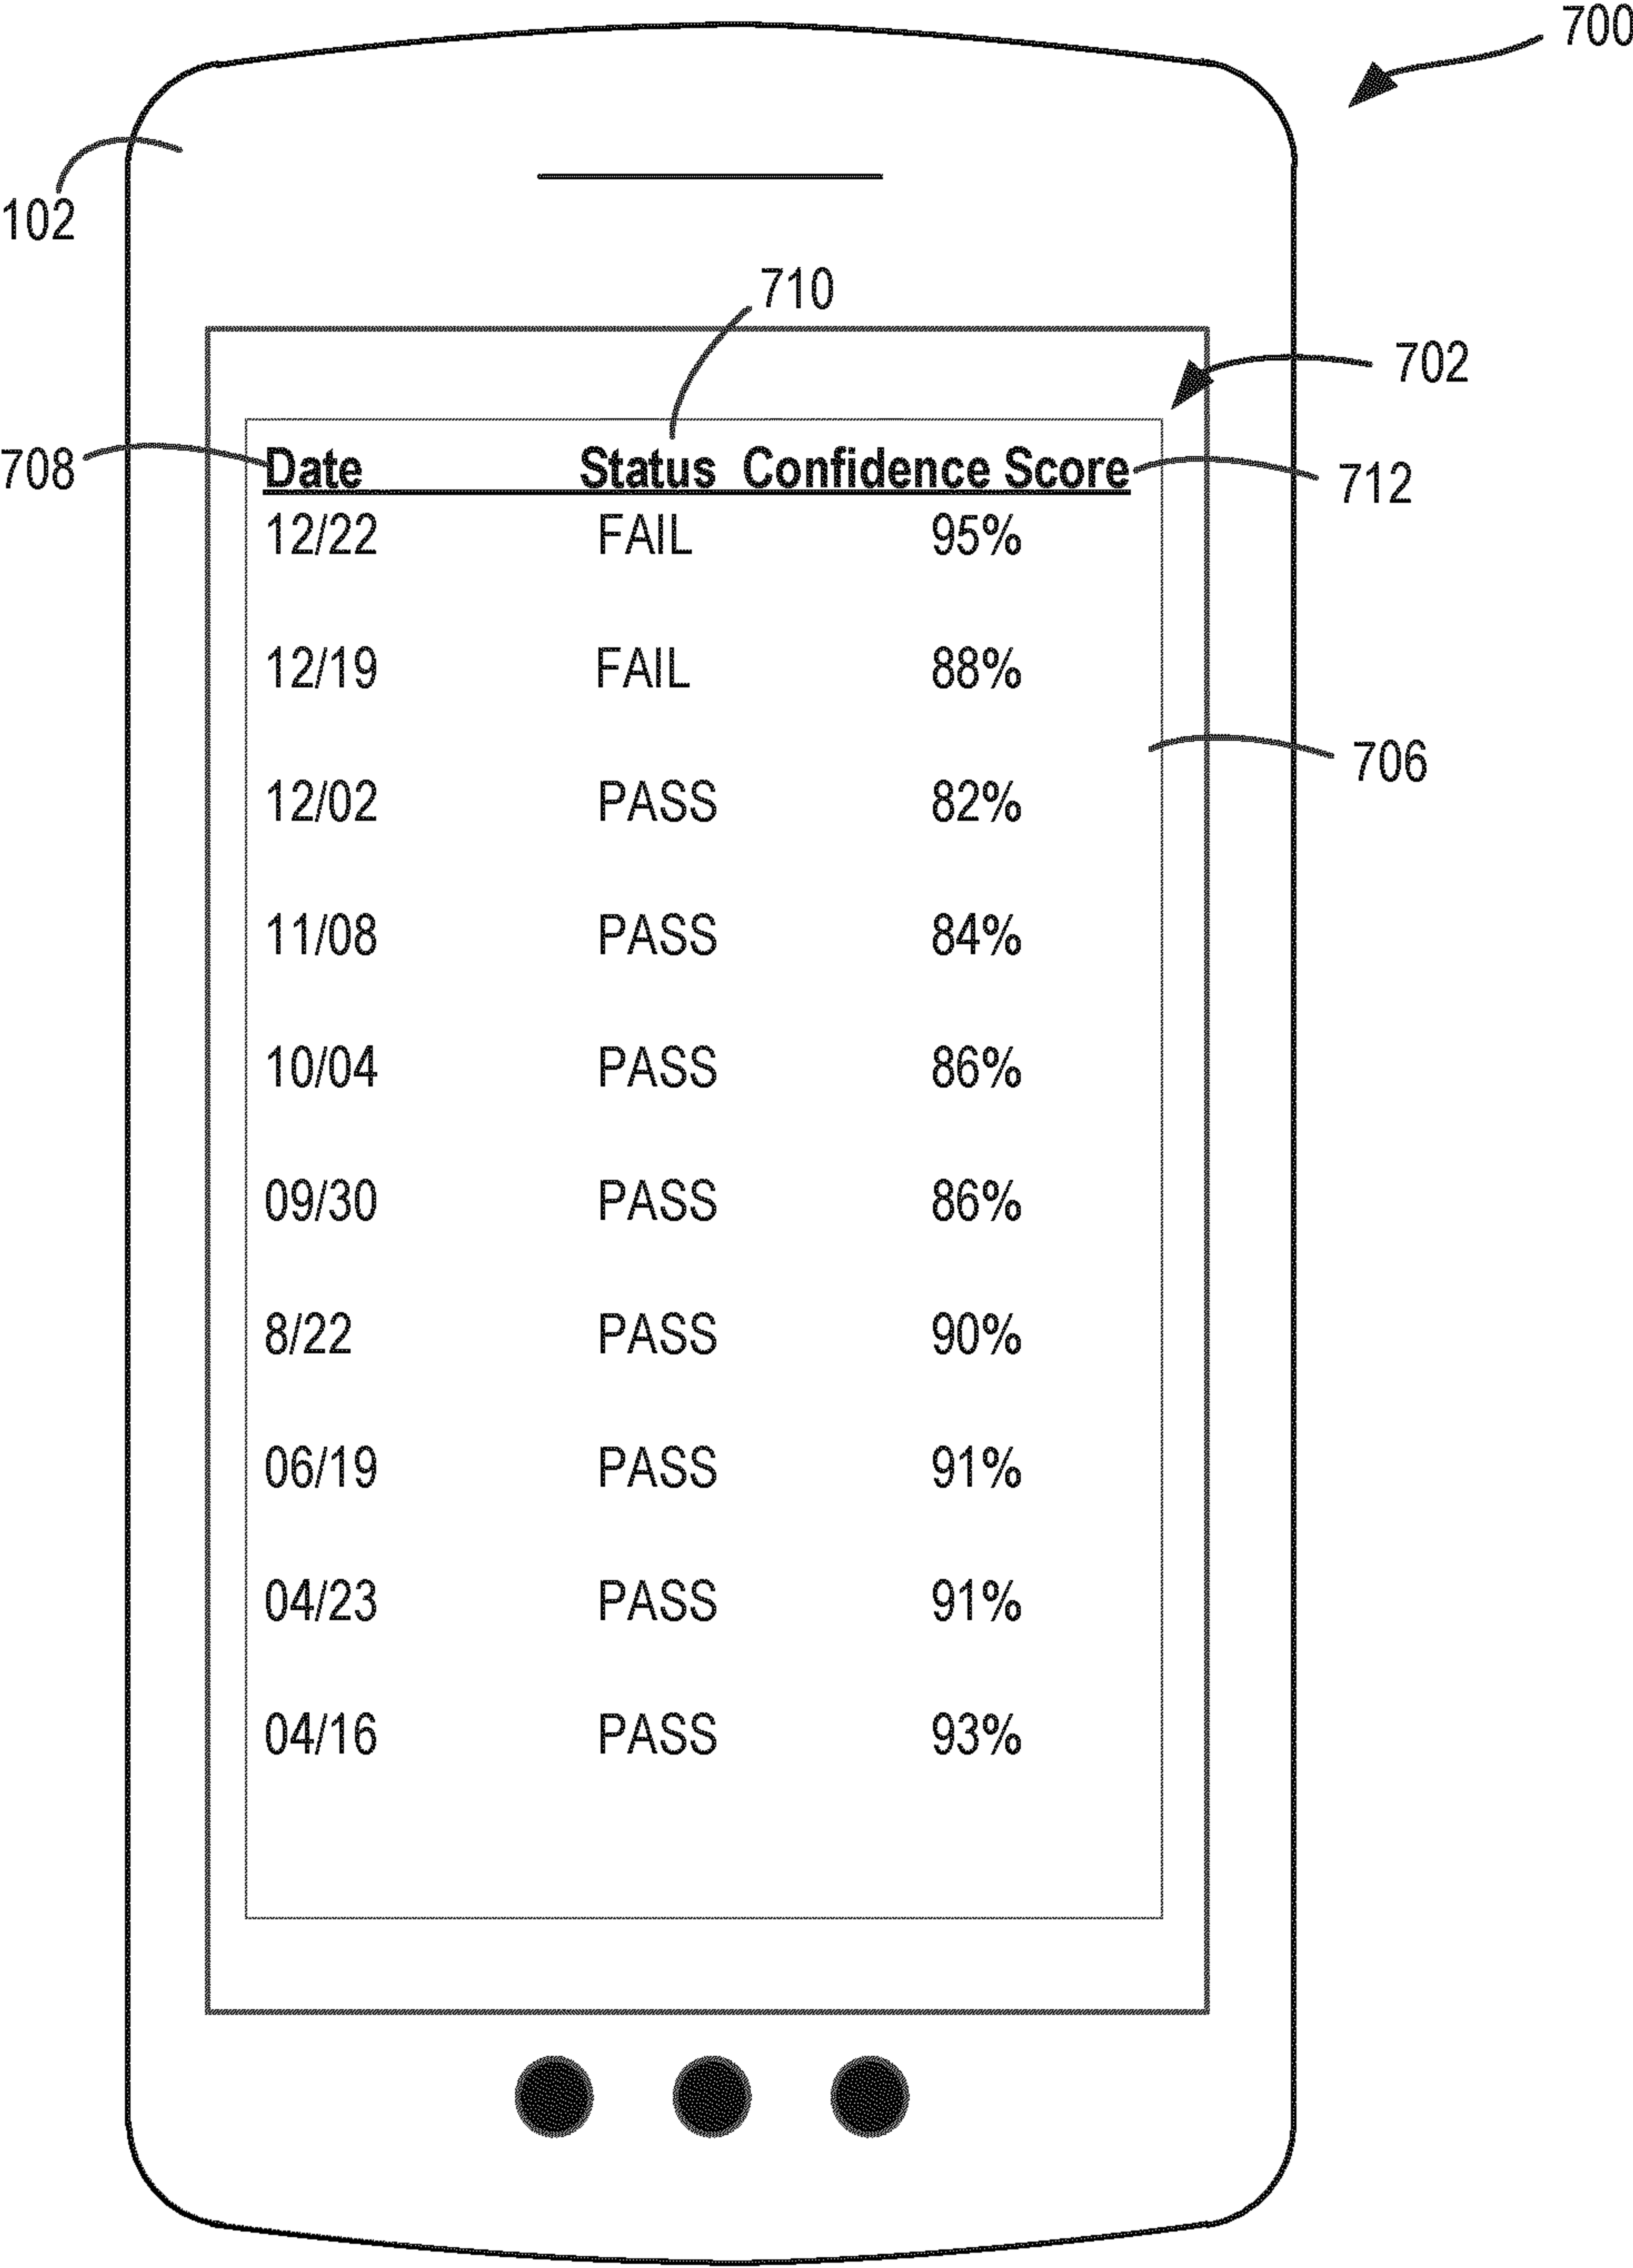 700
102
710
702
708 Date Status Confidence Score 712
12/22 FAIL 95%
12/19 FAIL 88%
706
12/02 PASS 82%
11/08 PASS 84%
10/04 PASS 86%
09/30 PASS 86%
8/22 PASS 90%
06/19 PASS 91%
04/23 PASS 91%
04/16 PASS 93%